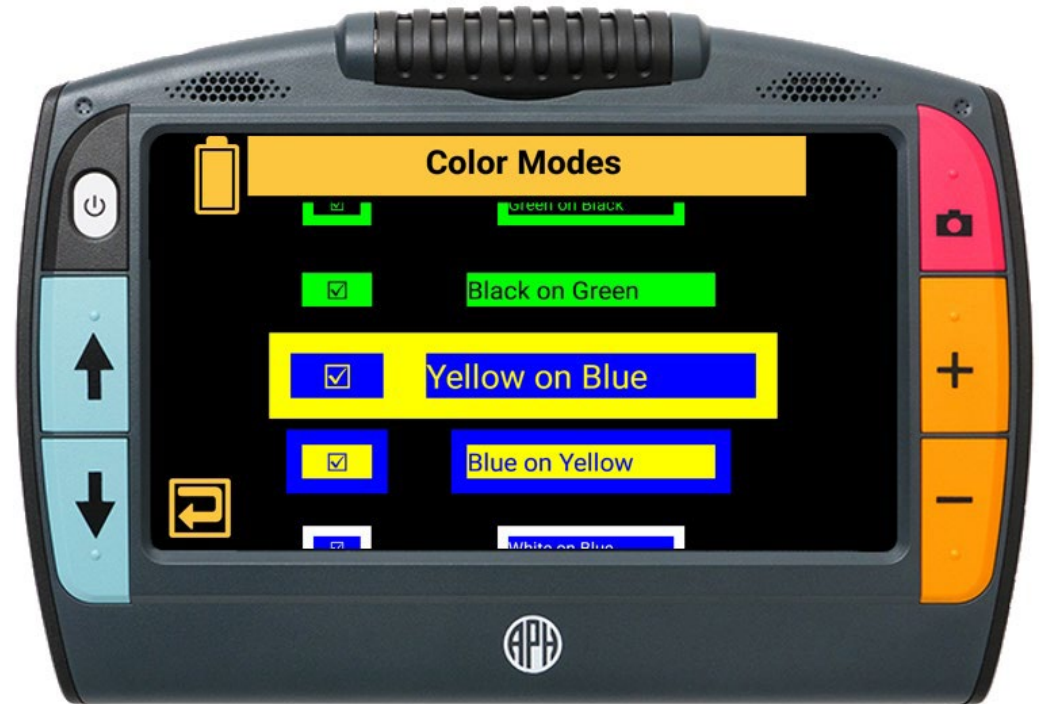 Color Modes
☑ Green on Black
☑ Black on Green
☑ Yellow on Blue
☑ Blue on Yellow
☑ White on Blue
+
−
APH